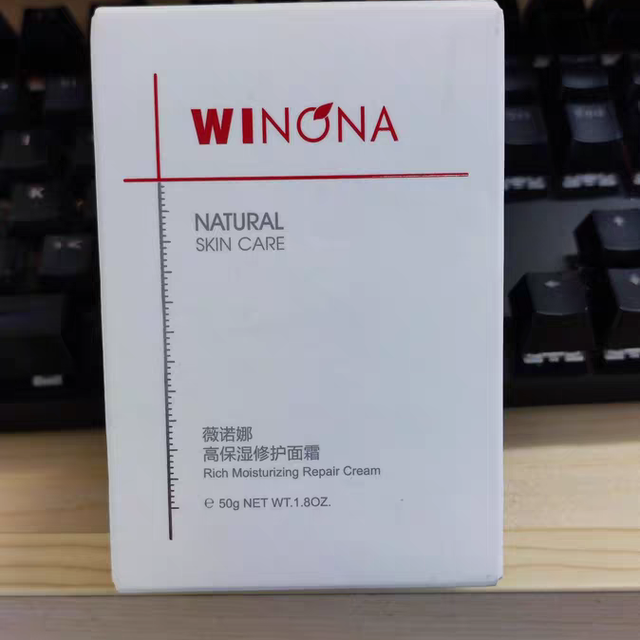 WINONA
NATURAL
SKIN CARE
薇诺娜
高保湿修护面霜
Rich Moisturizing Repair Cream
℮ 50g NET WT.1.8OZ.
K